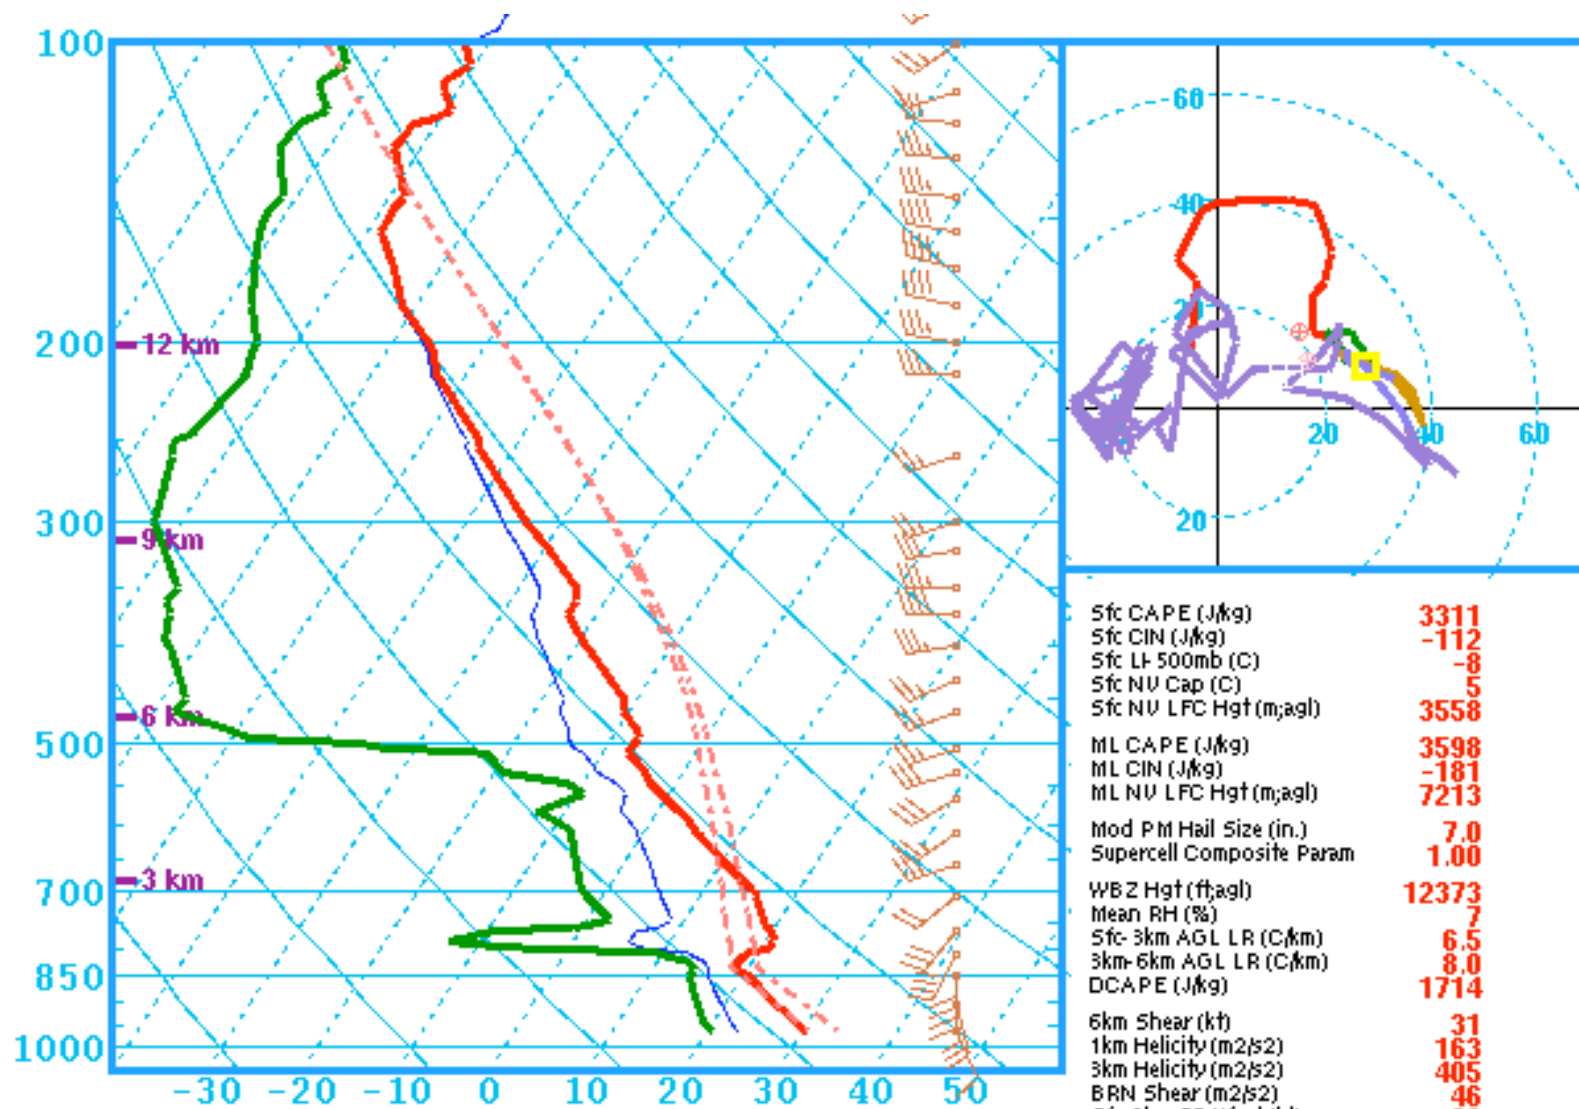 100
200
300
500
700
850
1000
12 km
9 km
6 km
3 km
-30 -20 -10 0 10 20 30 40 50
60
40
20
20 40 60
20
Sfc CAPE (J/kg) 3311
Sfc CIN (J/kg) -112
Sfc LI-500mb (C) -8
Sfc NV Cap (C) 5
Sfc NV LFC Hgt (m;agl) 3558
ML CAPE (J/kg) 3598
ML CIN (J/kg) -181
ML NV LFC Hgt (m;agl) 7213
Mod PM Hail Size (in.) 7.0
Supercell Composite Param 1.00
WBZ Hgt (ft;agl) 12373
Mean RH (%) 7
Sfc-3km AGL LR (C/km) 6.5
3km-6km AGL LR (C/km) 8.0
DCAPE (J/kg) 1714
6km Shear (kt) 31
1km Helicity (m2/s2) 163
3km Helicity (m2/s2) 405
BRN Shear (m2/s2) 46